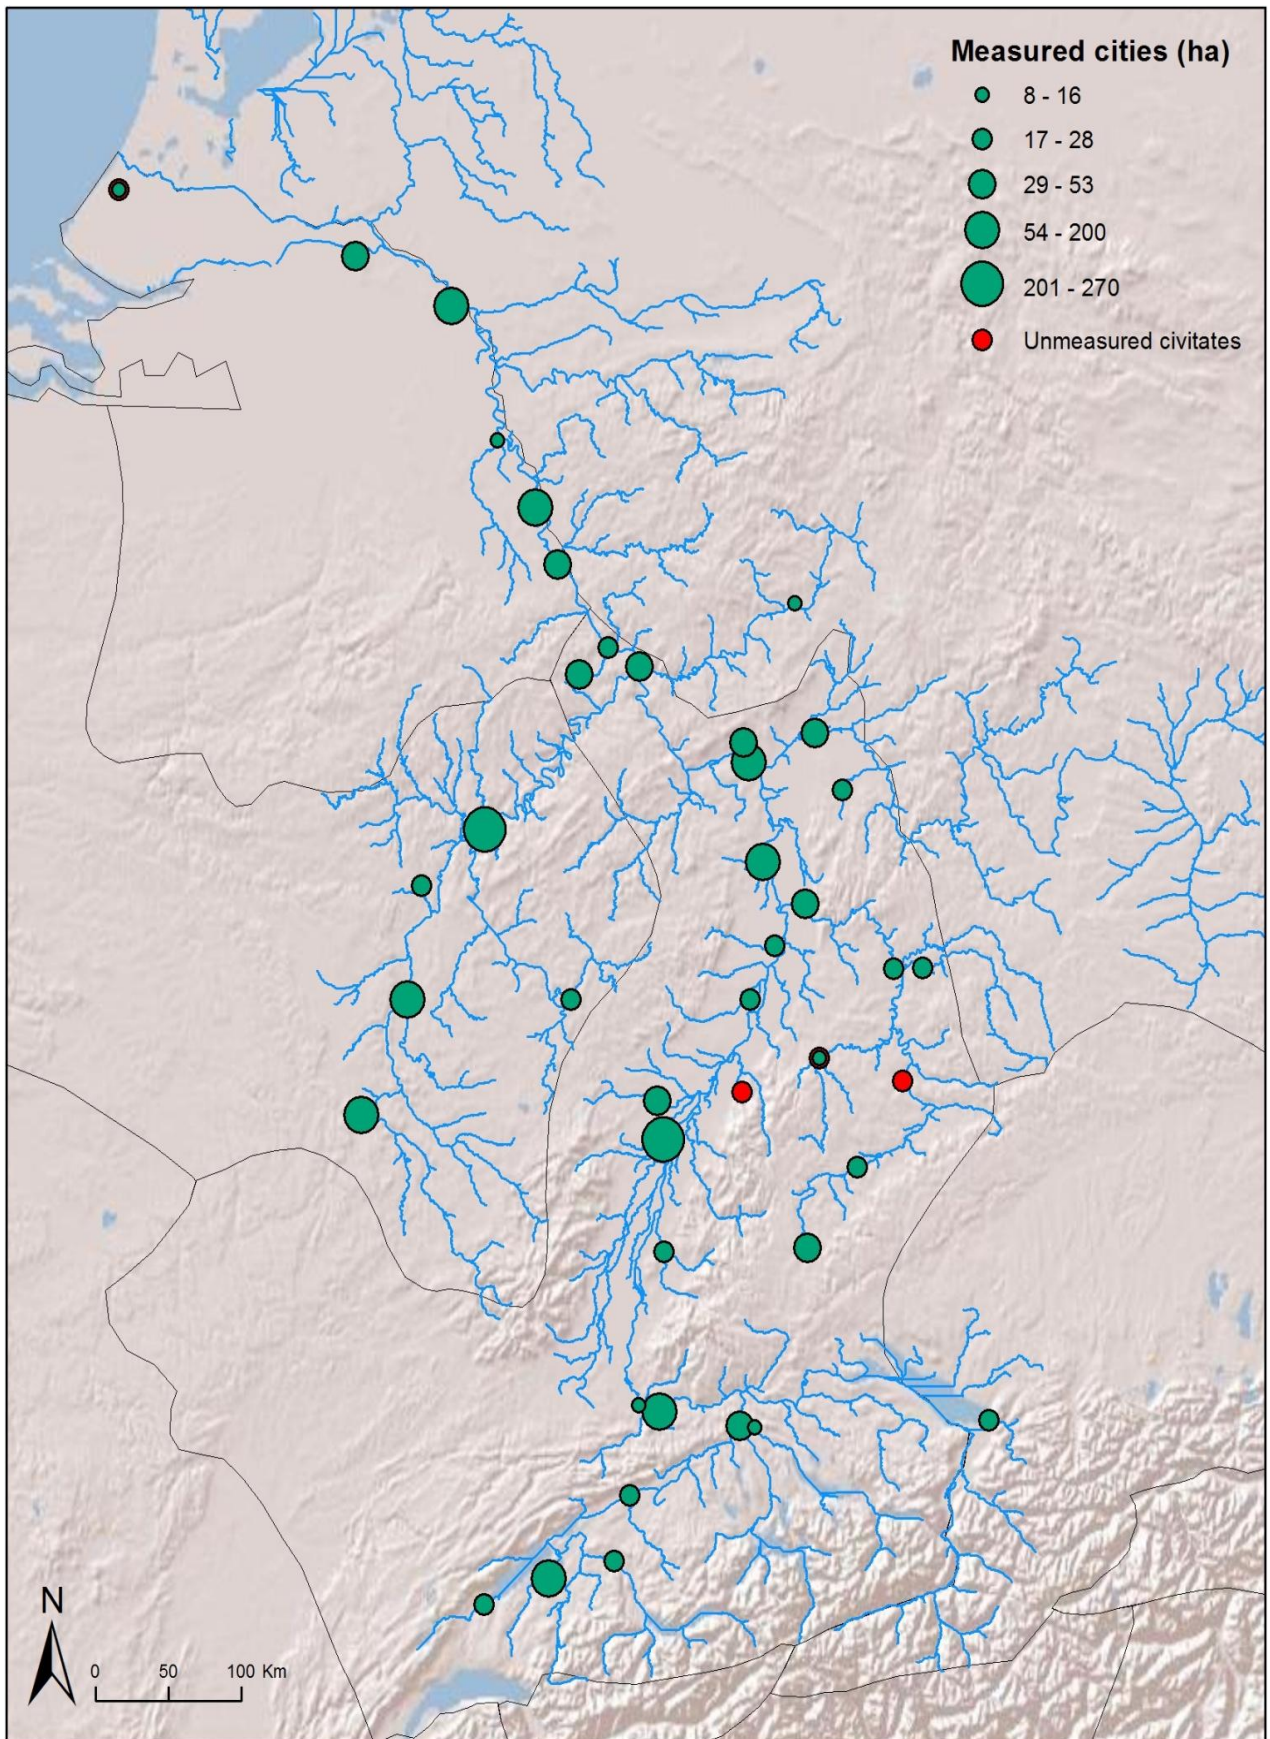 Measured cities (ha)
8 - 16
17 - 28
29 - 53
54 - 200
201 - 270
Unmeasured civitates
N
0 50 100 Km